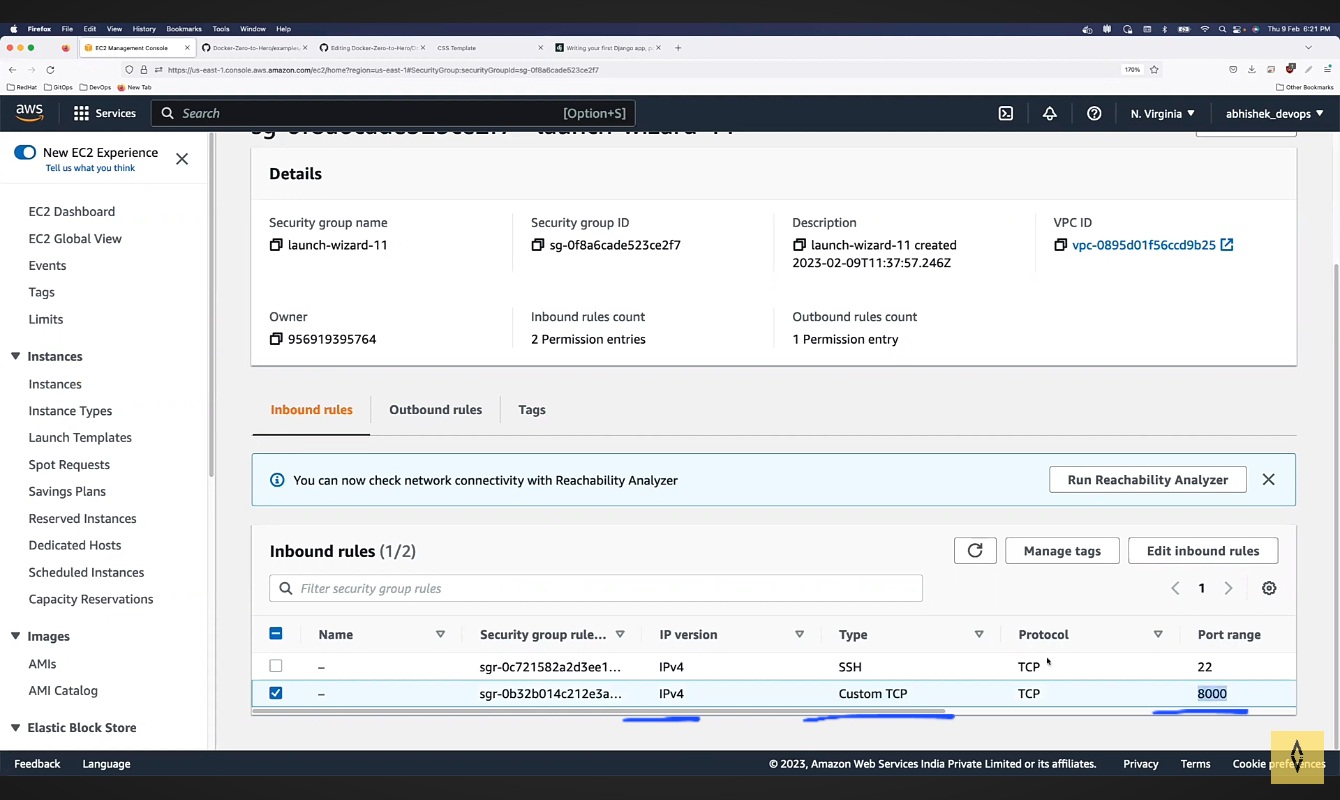 Firefox File Edit View History Bookmarks Tools Window Help Thu 9 Feb 6:21 PM
EC2 Management Console Docker-Zero-to-Hero/examples Editing Docker-Zero-to-Hero/ CSS Template Writing your first Django app, p
https://us-east-1.console.aws.amazon.com/ec2/home?region=us-east-1#SecurityGroup:securityGroupId=sg-0f8a6cade523ce2f7 170%
RedHat GitOps DevOps New Tab Other Bookmarks
aws Services Search [Option+S] N. Virginia abhishek_devops
sg-0f8a6cade523ce2f7 - launch-wizard-11
New EC2 Experience
Tell us what you think
EC2 Dashboard
EC2 Global View
Events
Tags
Limits
Instances
Instances
Instance Types
Launch Templates
Spot Requests
Savings Plans
Reserved Instances
Dedicated Hosts
Scheduled Instances
Capacity Reservations
Images
AMIs
AMI Catalog
Elastic Block Store
Details
Security group name Security group ID Description VPC ID
launch-wizard-11 sg-0f8a6cade523ce2f7 launch-wizard-11 created vpc-0895d01f56ccd9b25
2023-02-09T11:37:57.246Z
Owner Inbound rules count Outbound rules count
956919395764 2 Permission entries 1 Permission entry
Inbound rules Outbound rules Tags
You can now check network connectivity with Reachability Analyzer Run Reachability Analyzer
Inbound rules (1/2) Manage tags Edit inbound rules
Filter security group rules 1
Name Security group rule... IP version Type Protocol Port range
– sgr-0c721582a2d3ee1... IPv4 SSH TCP 22
– sgr-0b32b014c212e3a... IPv4 Custom TCP TCP 8000
Feedback Language © 2023, Amazon Web Services India Private Limited or its affiliates. Privacy Terms Cookie preferences